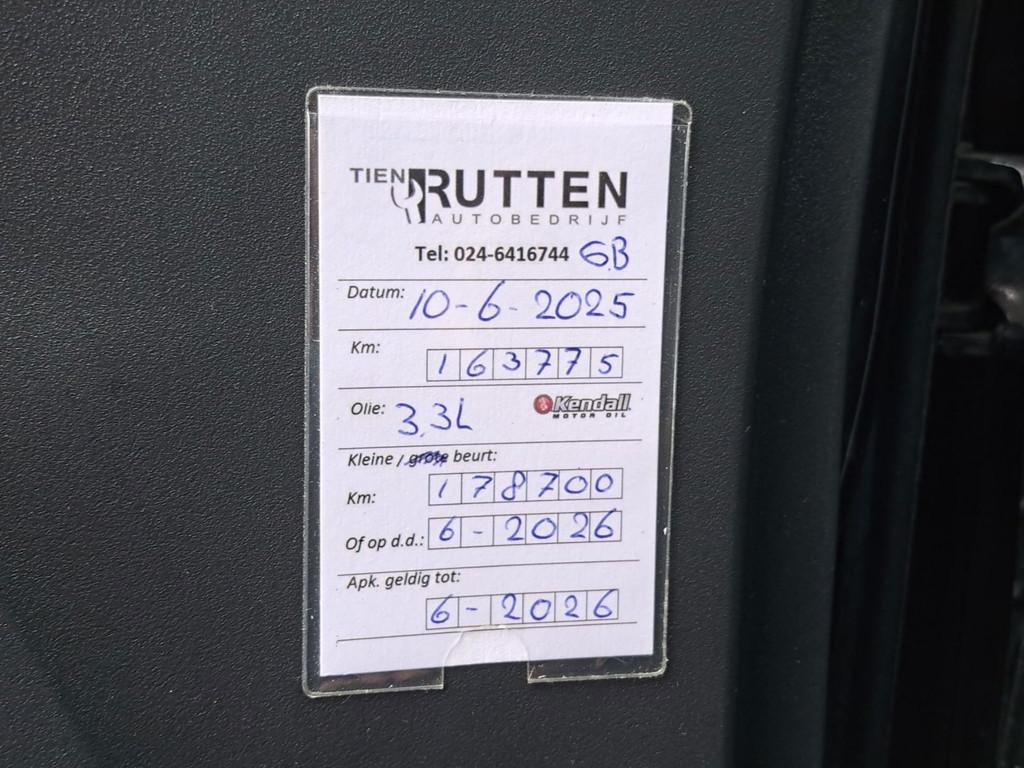 TIEN RUTTEN
AUTOBEDRIJF
Tel: 024-6416744 GB
Datum: 10-6-2025
Km: 163775
Olie: 3.3L Kendall
MOTOR OIL
Kleine / grote beurt:
Km: 178700
Of op d.d.: 6-2026
Apk. geldig tot:
6-2026